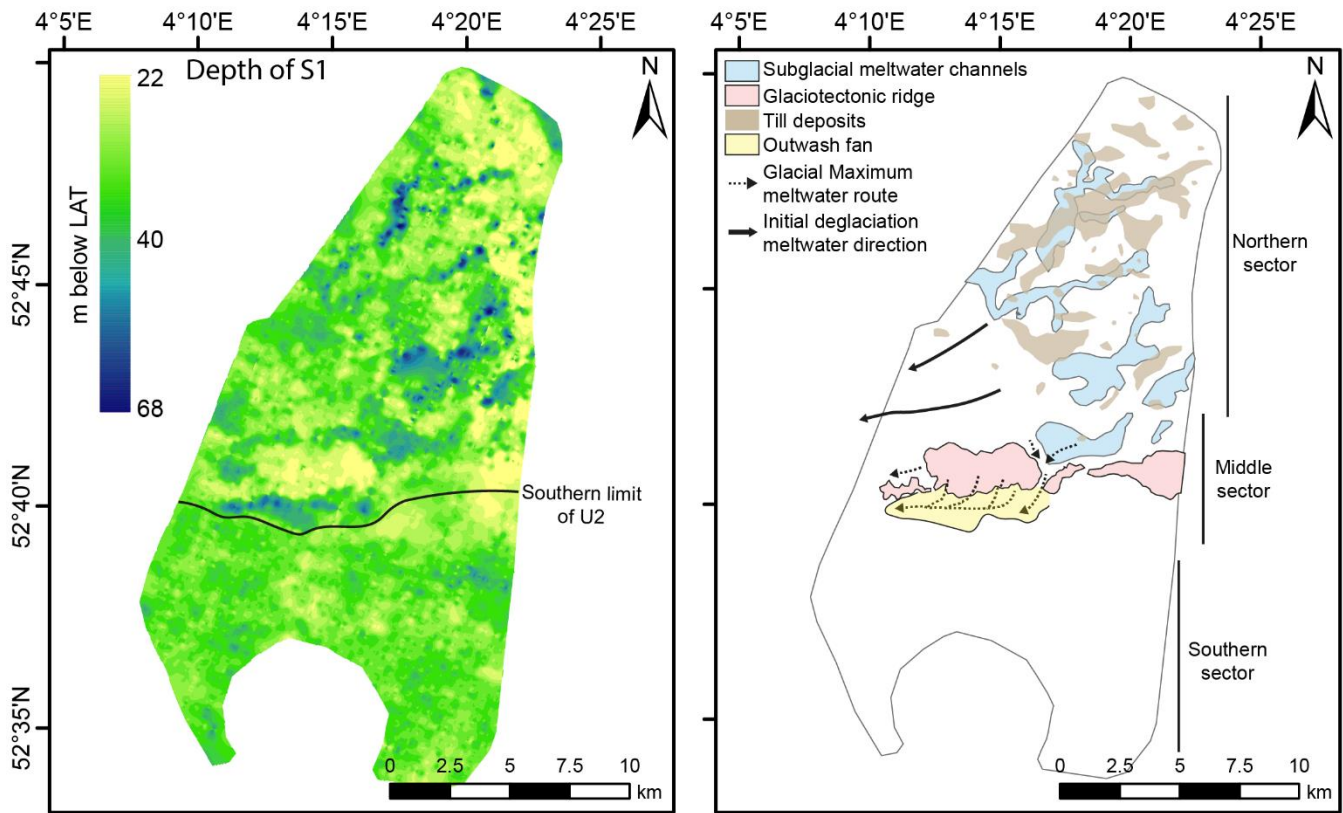 4°5'E 4°10'E 4°15'E 4°20'E 4°25'E
Depth of S1
22
40
68
m below LAT
N
52°45'N
52°40'N
52°35'N
Southern limit
of U2
0 2.5 5 7.5 10
km
4°5'E 4°10'E 4°15'E 4°20'E 4°25'E
Subglacial meltwater channels
Glaciotectonic ridge
Till deposits
Outwash fan
Glacial Maximum
meltwater route
Initial deglaciation
meltwater direction
N
Northern
sector
Middle
sector
Southern
sector
0 2.5 5 7.5 10
km